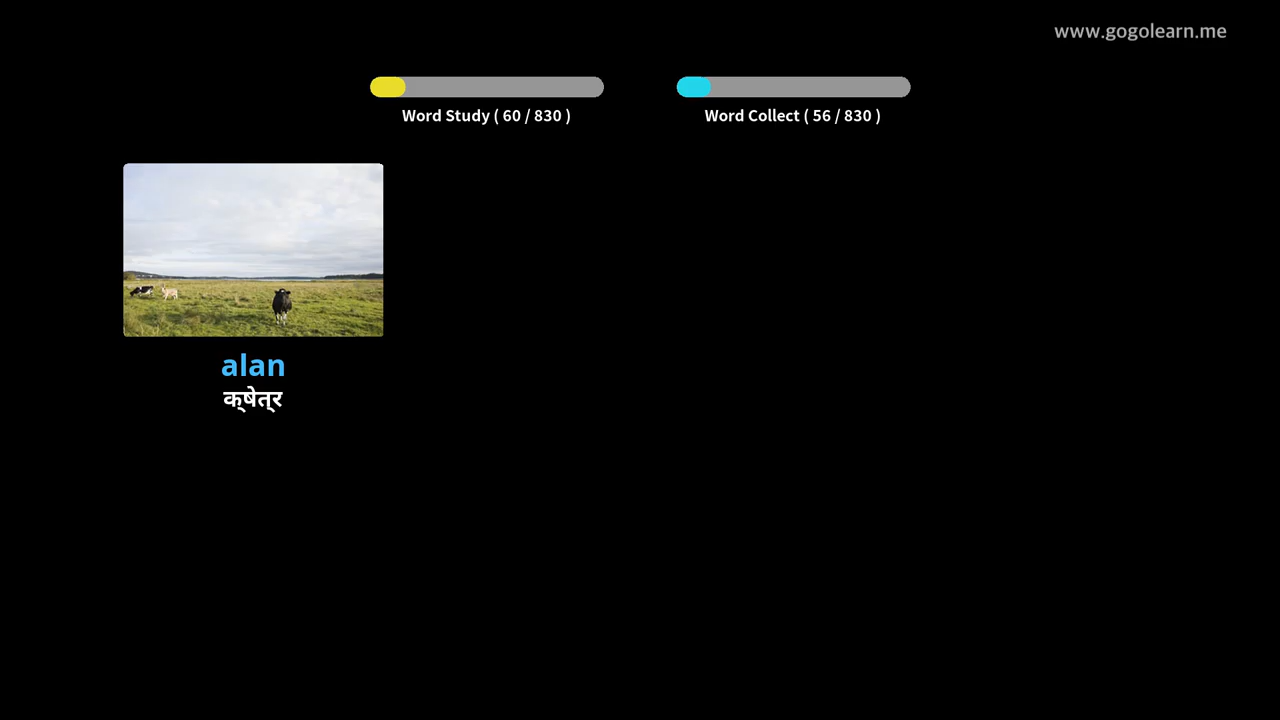 www.gogolearn.me
Word Study ( 60 / 830 )
Word Collect ( 56 / 830 )
alan
क्षेत्र